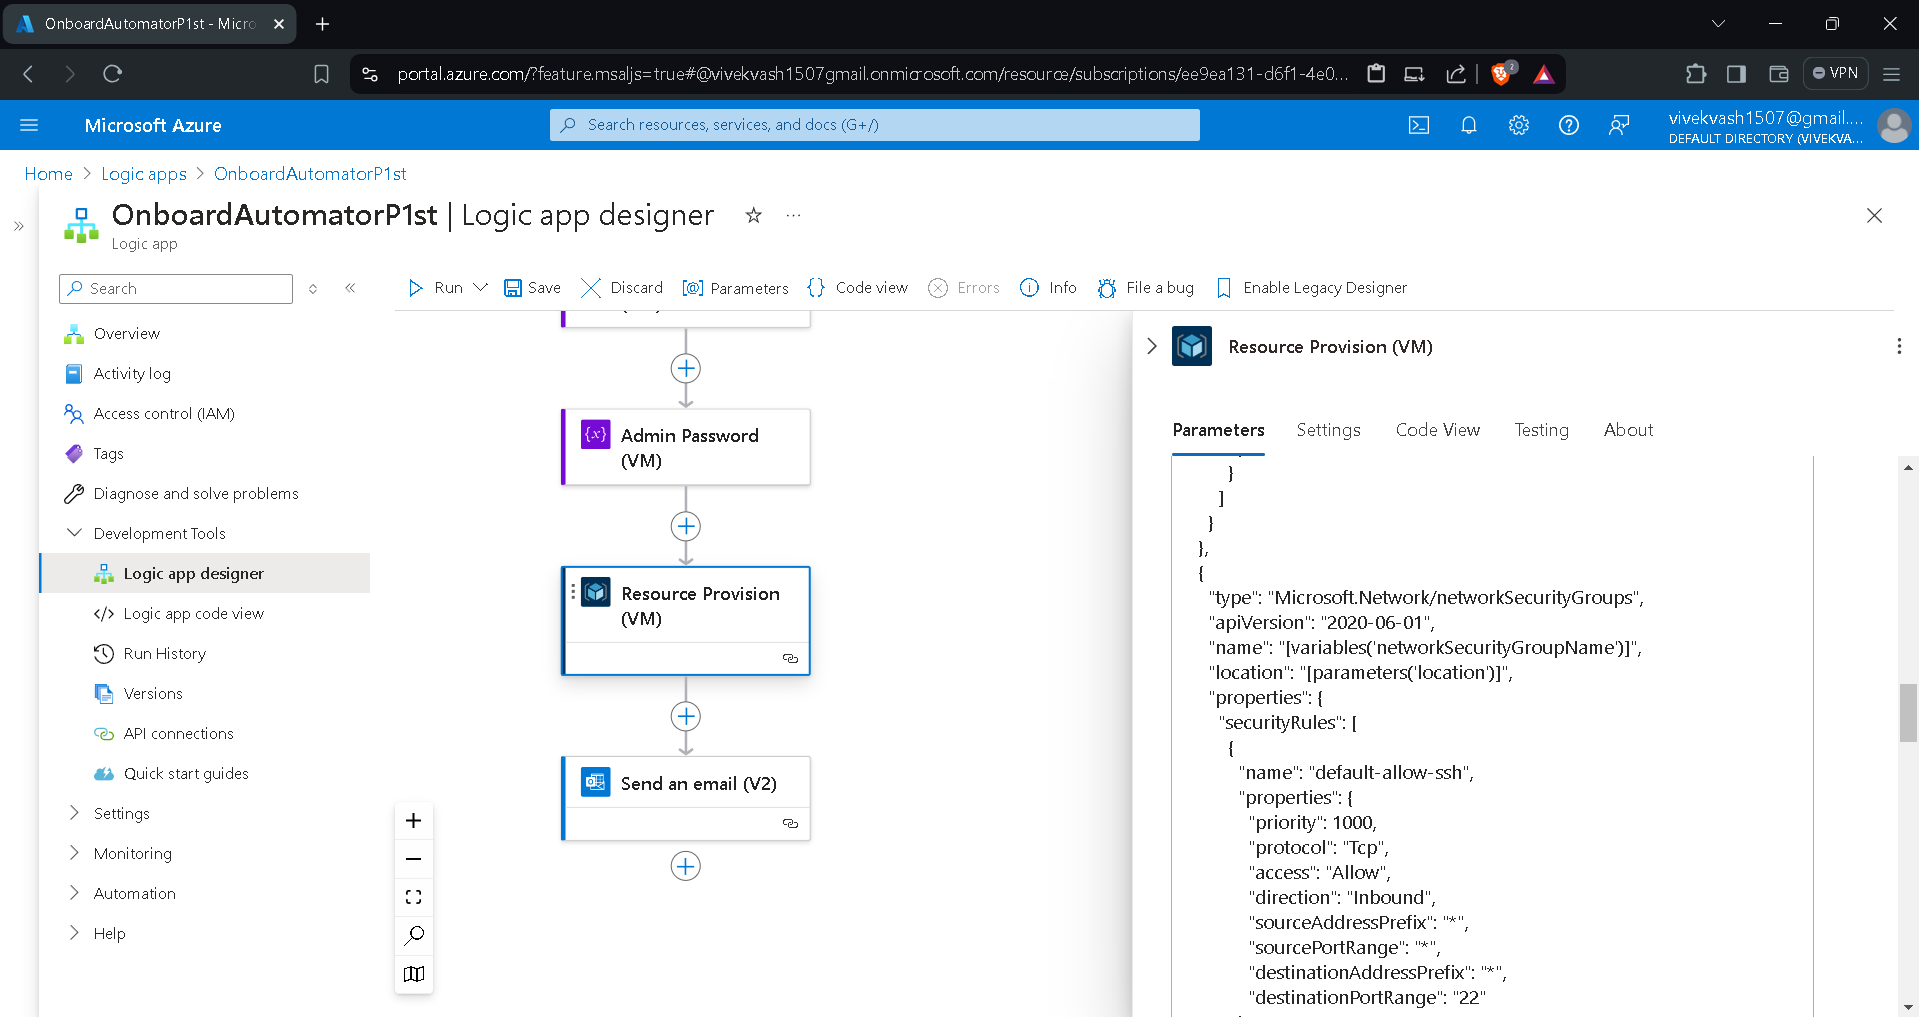 OnboardAutomatorP1st - Micro
portal.azure.com/?feature.msaljs=true#@vivekvash1507gmail.onmicrosoft.com/resource/subscriptions/ee9ea131-d6f1-4e0...
2
VPN
Microsoft Azure
Search resources, services, and docs (G+/)
vivekvash1507@gmail....
DEFAULT DIRECTORY (VIVEKVA...
Home > Logic apps > OnboardAutomatorP1st
OnboardAutomatorP1st | Logic app designer
Logic app
Search
Run
Save
Discard
Parameters
Code view
Errors
Info
File a bug
Enable Legacy Designer
Overview
Activity log
Access control (IAM)
Tags
Diagnose and solve problems
Development Tools
Logic app designer
Logic app code view
Run History
Versions
API connections
Quick start guides
Settings
Monitoring
Automation
Help
Admin Password
(VM)
Resource Provision
(VM)
Send an email (V2)
Resource Provision (VM)
Parameters
Settings
Code View
Testing
About
}
]
}
},
{
"type": "Microsoft.Network/networkSecurityGroups",
"apiVersion": "2020-06-01",
"name": "[variables('networkSecurityGroupName')]",
"location": "[parameters('location')]",
"properties": {
"securityRules": [
{
"name": "default-allow-ssh",
"properties": {
"priority": 1000,
"protocol": "Tcp",
"access": "Allow",
"direction": "Inbound",
"sourceAddressPrefix": "*",
"sourcePortRange": "*",
"destinationAddressPrefix": "*",
"destinationPortRange": "22"